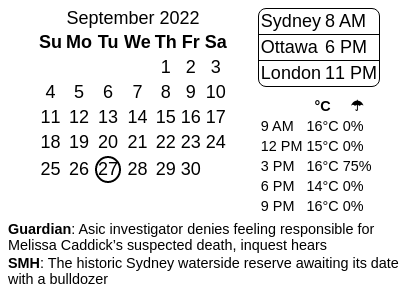 September 2022
Su Mo Tu We Th Fr Sa
1 2 3
4 5 6 7 8 9 10
11 12 13 14 15 16 17
18 19 20 21 22 23 24
25 26 27 28 29 30
Sydney 8 AM
Ottawa 6 PM
London 11 PM
°C ☂
9 AM 16°C 0%
12 PM 15°C 0%
3 PM 16°C 75%
6 PM 14°C 0%
9 PM 16°C 0%
Guardian: Asic investigator denies feeling responsible for
Melissa Caddick's suspected death, inquest hears
SMH: The historic Sydney waterside reserve awaiting its date
with a bulldozer